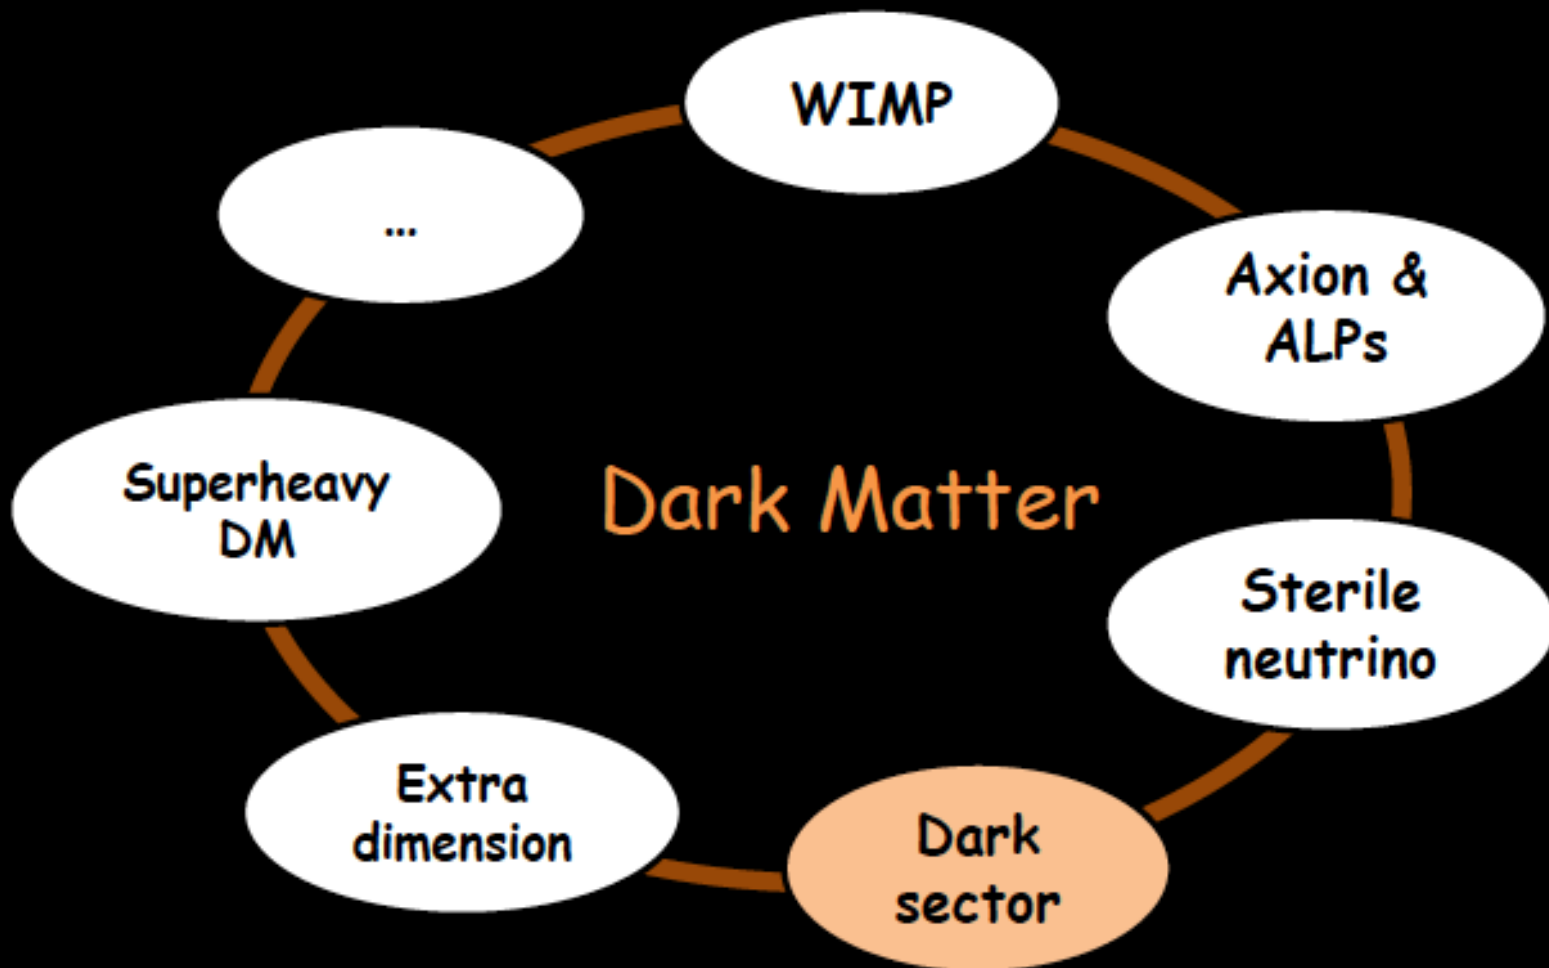 WIMP
...
Axion &
ALPs
Superheavy
DM
Dark Matter
Sterile
neutrino
Extra
dimension
Dark
sector